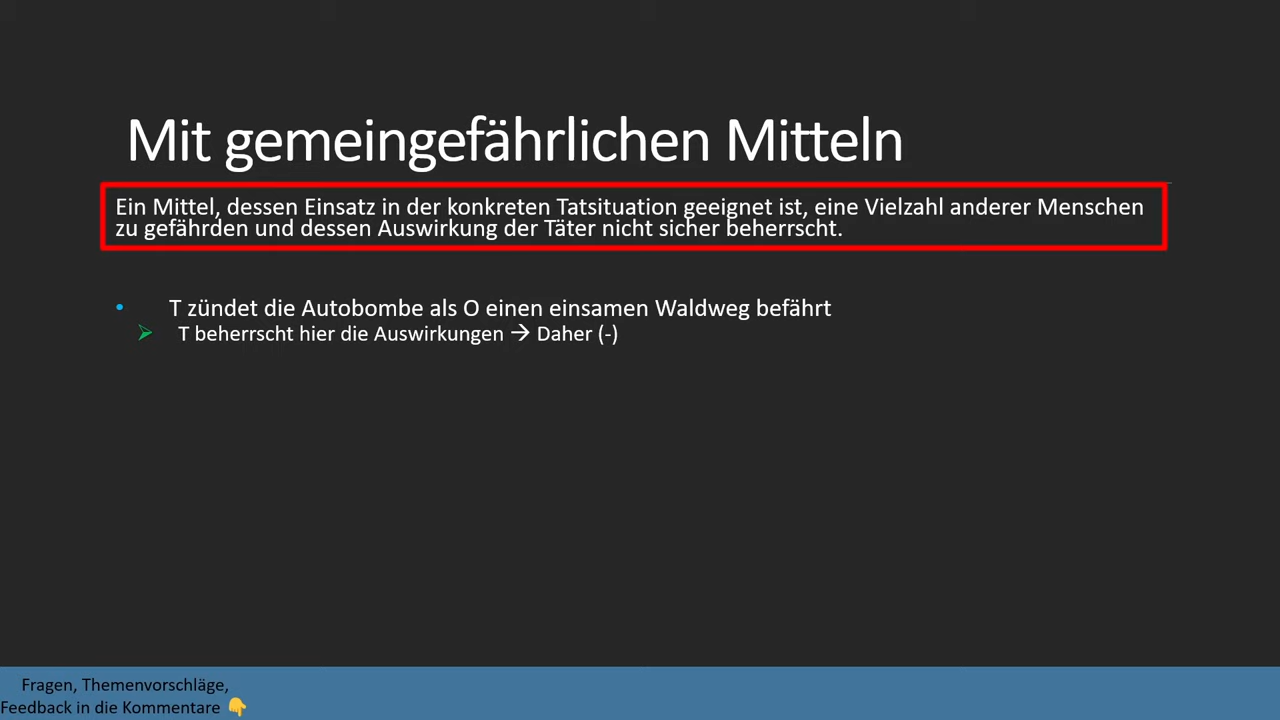 Mit gemeingefährlichen Mitteln
Ein Mittel, dessen Einsatz in der konkreten Tatsituation geeignet ist, eine Vielzahl anderer Menschen
zu gefährden und dessen Auswirkung der Täter nicht sicher beherrscht.
• T zündet die Autobombe als O einen einsamen Waldweg befährt
➢ T beherrscht hier die Auswirkungen → Daher (-)
Fragen, Themenvorschläge,
Feedback in die Kommentare 👇